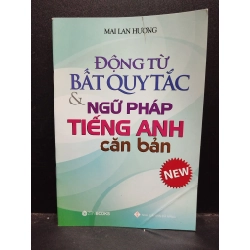 MAI LAN HƯƠNG
ĐỘNG TỪ
BẤT QUY TẮC
& NGỮ PHÁP
TIẾNG ANH
căn bản
NEW